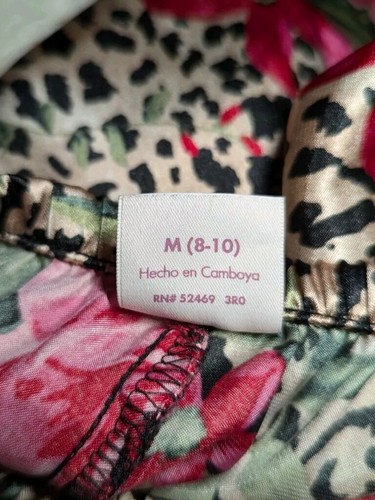 M (8-10)
Hecho en Camboya
RN# 52469 3R0